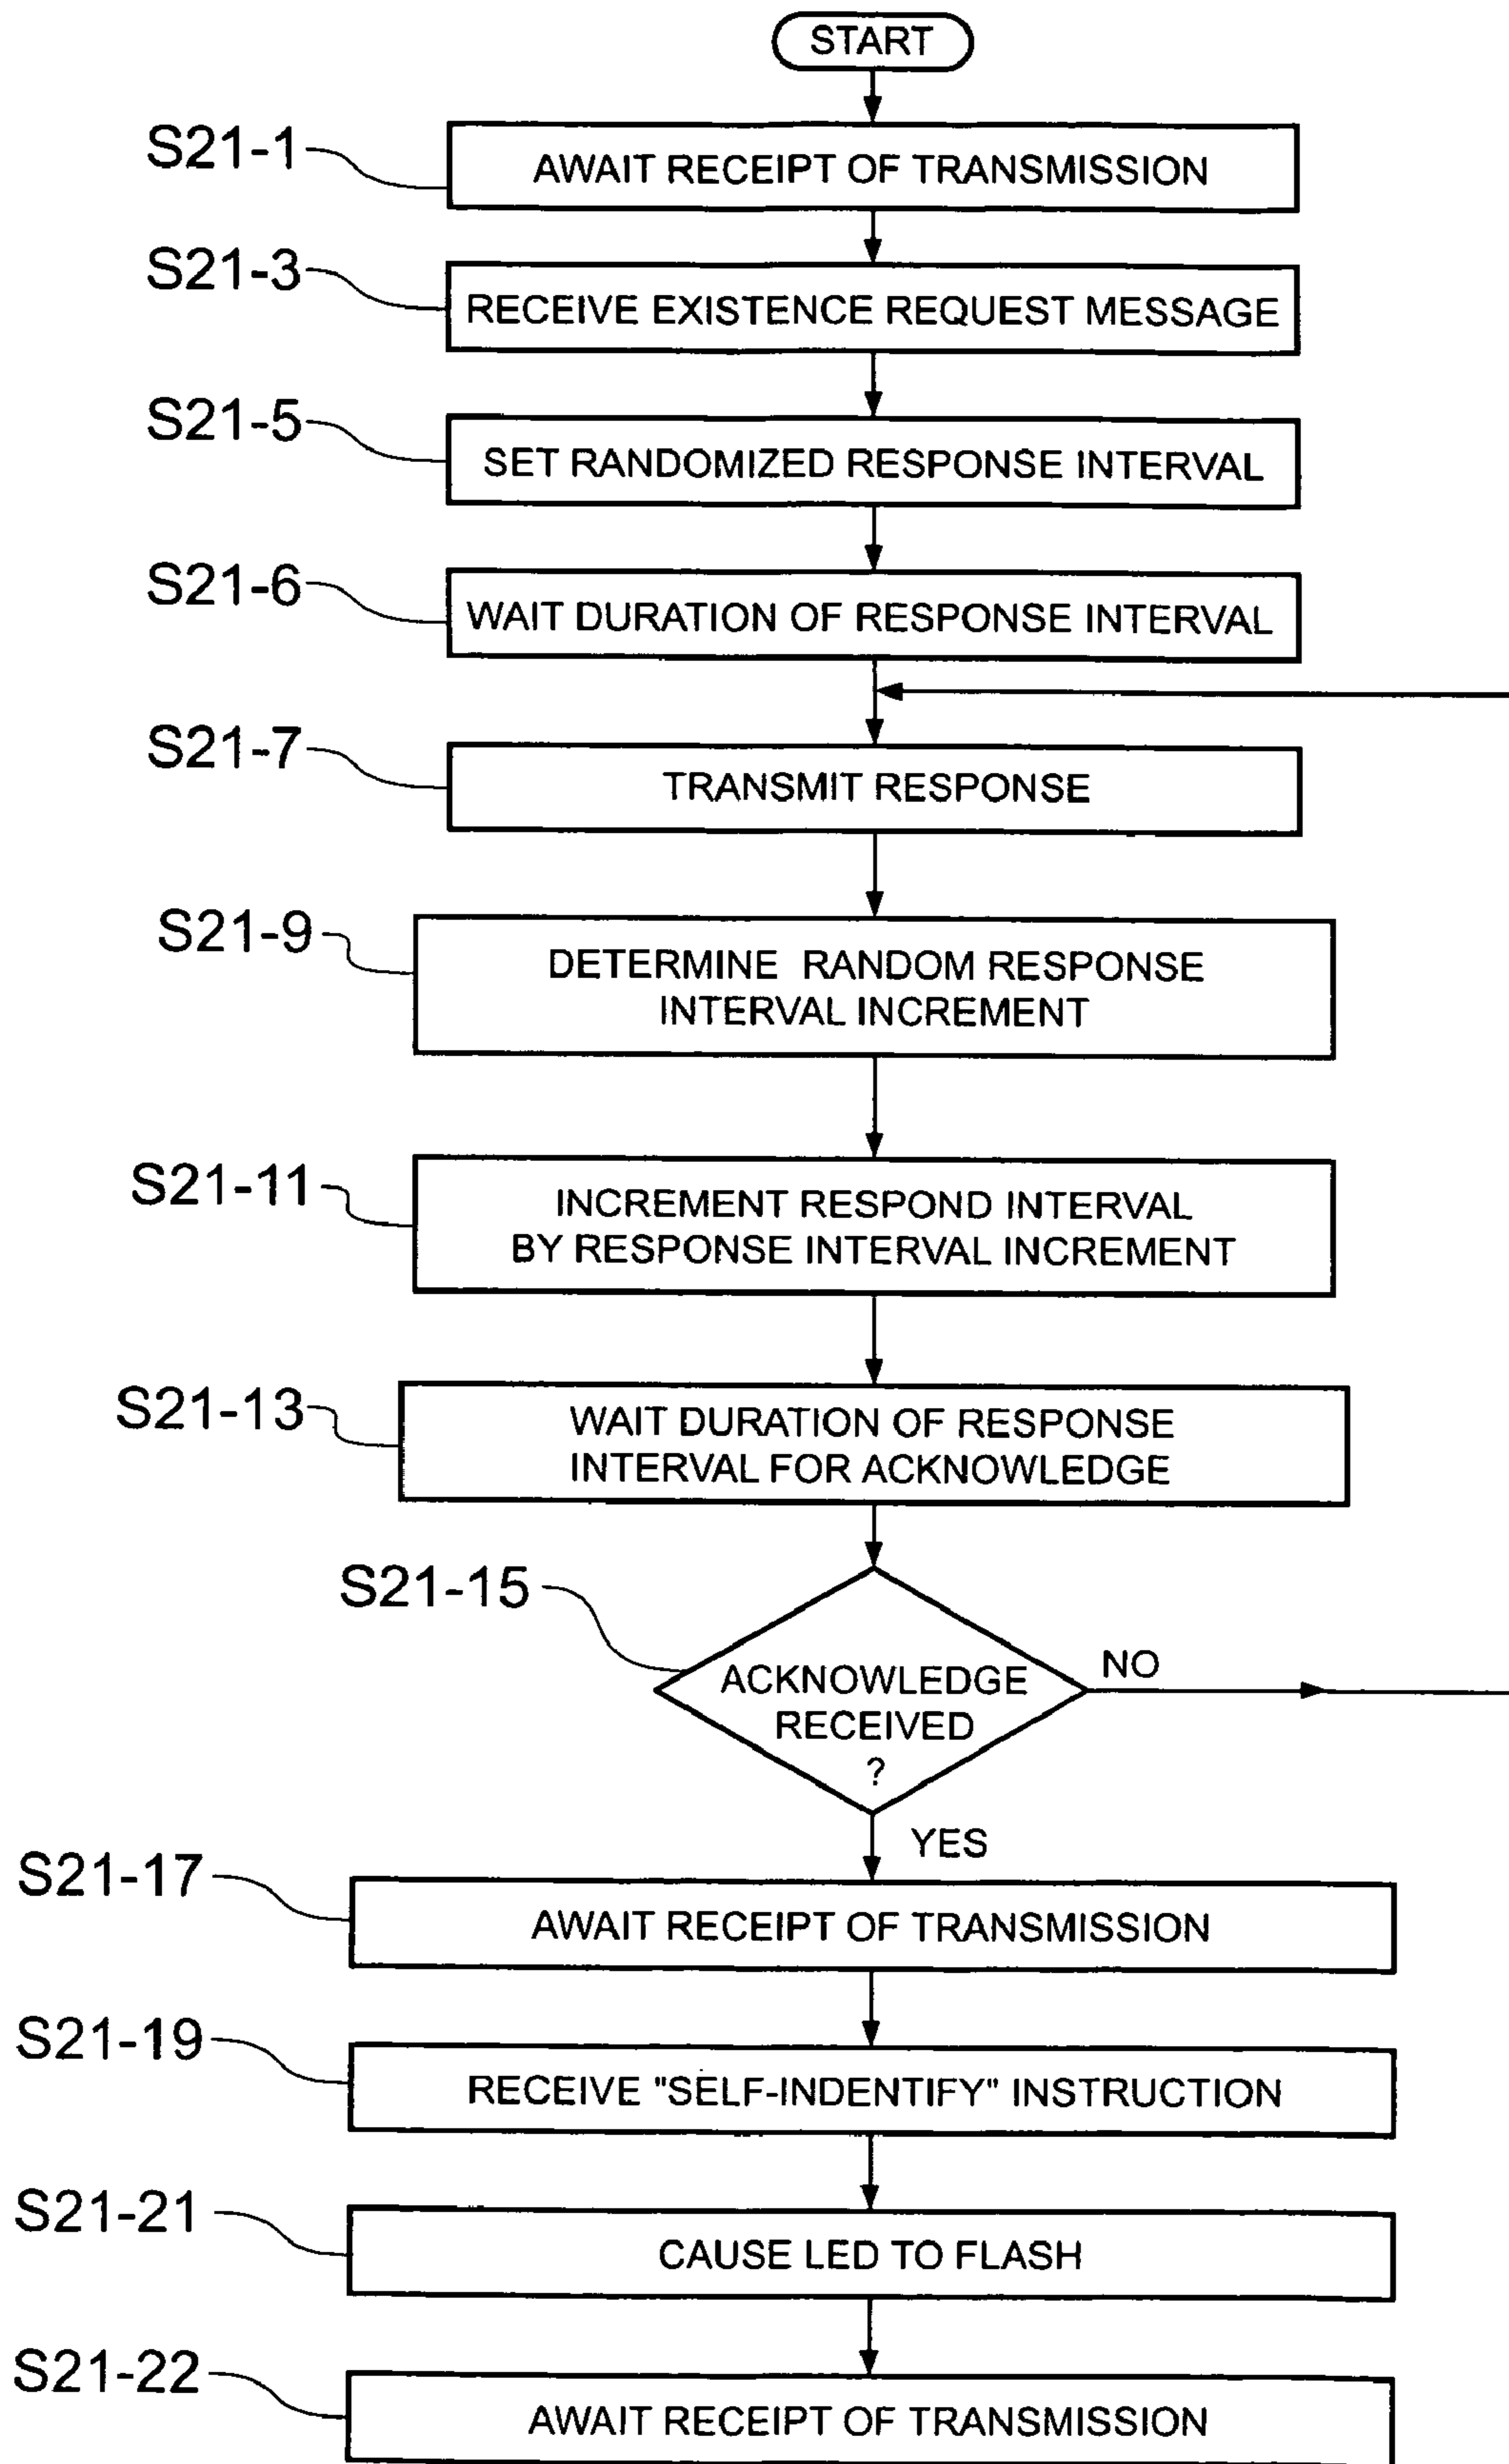 START
S21-1
AWAIT RECEIPT OF TRANSMISSION
S21-3
RECEIVE EXISTENCE REQUEST MESSAGE
S21-5
SET RANDOMIZED RESPONSE INTERVAL
S21-6
WAIT DURATION OF RESPONSE INTERVAL
S21-7
TRANSMIT RESPONSE
S21-9
DETERMINE RANDOM RESPONSE
INTERVAL INCREMENT
S21-11
INCREMENT RESPOND INTERVAL
BY RESPONSE INTERVAL INCREMENT
S21-13
WAIT DURATION OF RESPONSE
INTERVAL FOR ACKNOWLEDGE
S21-15
ACKNOWLEDGE
RECEIVED
?
NO
YES
S21-17
AWAIT RECEIPT OF TRANSMISSION
S21-19
RECEIVE "SELF-INDENTIFY" INSTRUCTION
S21-21
CAUSE LED TO FLASH
S21-22
AWAIT RECEIPT OF TRANSMISSION